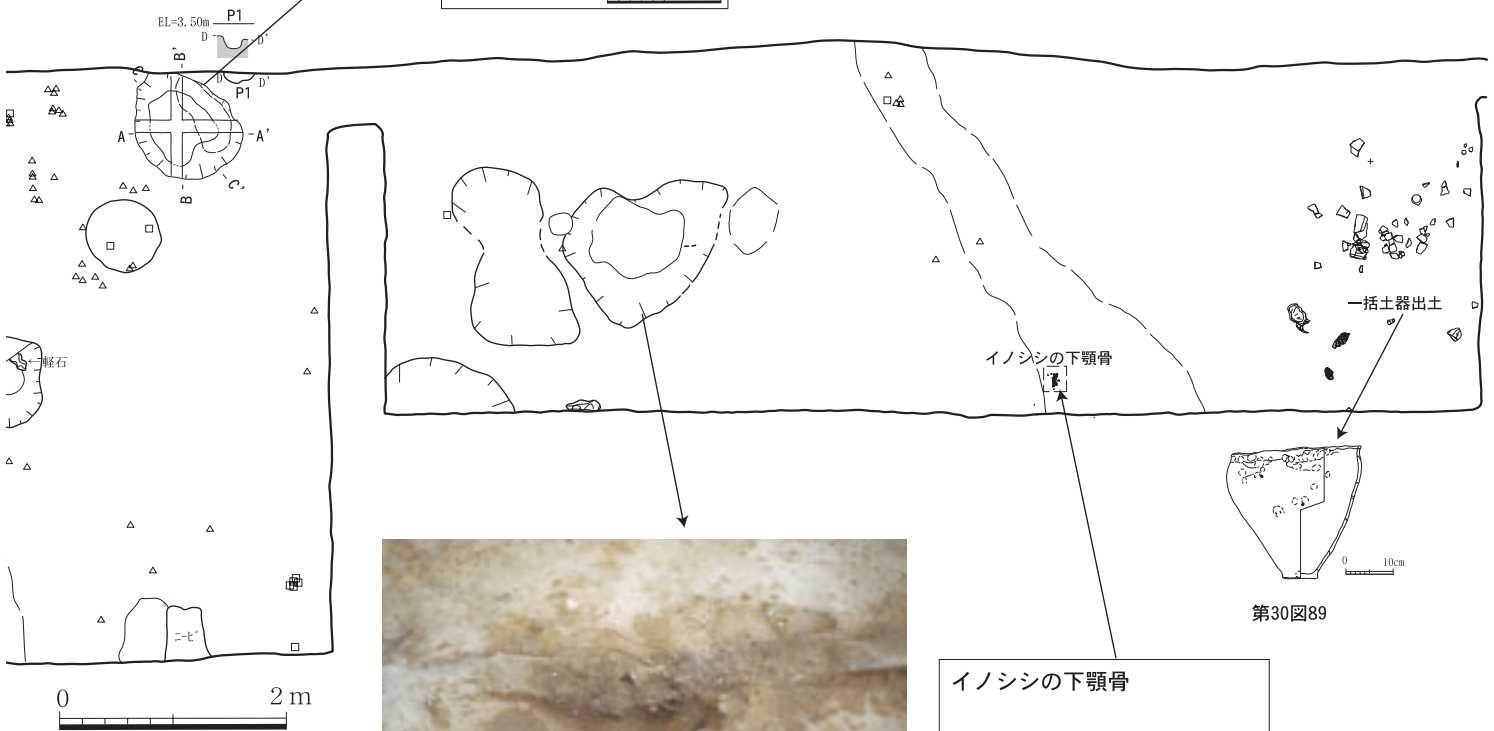 P1
EL=3.50m
D D'
B'
C
D D'
P1
A A'
C'
B
軽石
一括土器出土
イノシシの下顎骨
0 10cm
第30図89
ニービ
イノシシの下顎骨
0 2m